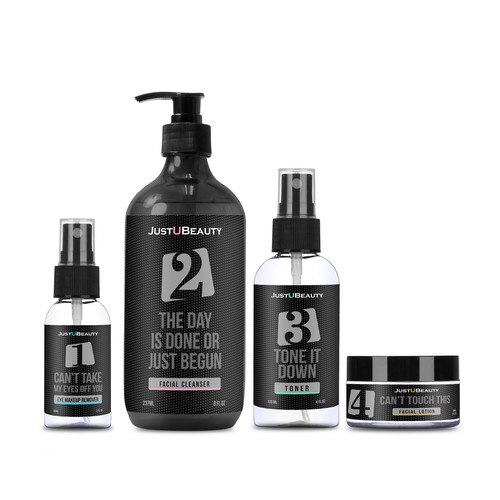 JUSTUBEAUTY
1
CAN'T TAKE
MY EYES OFF YOU
EYE MAKEUP REMOVER
JUSTUBEAUTY
2
THE DAY
IS DONE OR
JUST BEGUN
FACIAL CLEANSER
237ML 8 FL OZ
JUSTUBEAUTY
3
TONE IT
DOWN
TONER
JUSTUBEAUTY
4
CAN'T TOUCH THIS
FACIAL LOTION